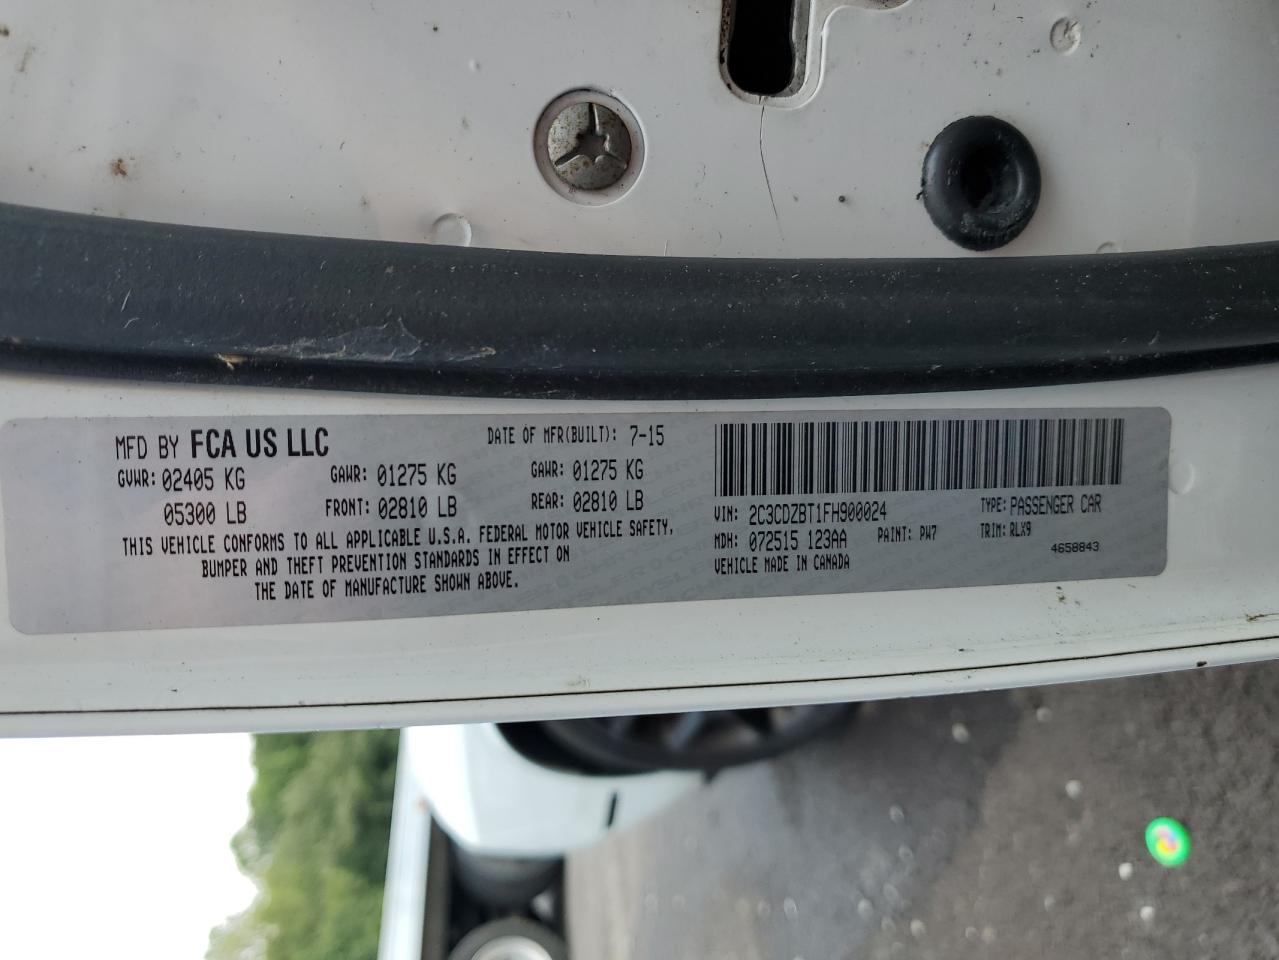 MFD BY FCA US LLC
DATE OF MFR(BUILT): 7-15
GVWR: 02405 KG GAWR: 01275 KG GAWR: 01275 KG
05300 LB FRONT: 02810 LB REAR: 02810 LB
THIS VEHICLE CONFORMS TO ALL APPLICABLE U.S.A. FEDERAL MOTOR VEHICLE SAFETY,
BUMPER AND THEFT PREVENTION STANDARDS IN EFFECT ON
THE DATE OF MANUFACTURE SHOWN ABOVE.
VIN: 2C3CDZBT1FH900024 TYPE: PASSENGER CAR
MDH: 072515 123AA PAINT: PW7 TRIM: RLX9
VEHICLE MADE IN CANADA 4658843